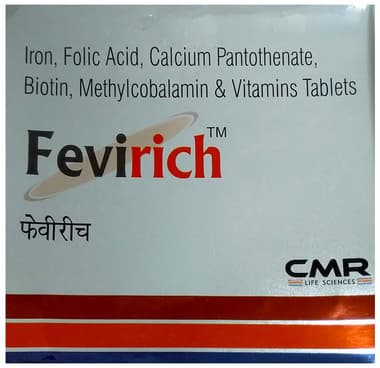 Iron, Folic Acid, Calcium Pantothenate,
Biotin, Methylcobalamin & Vitamins Tablets
Fevirich™
फेवीरीच
CMR
LIFE SCIENCES